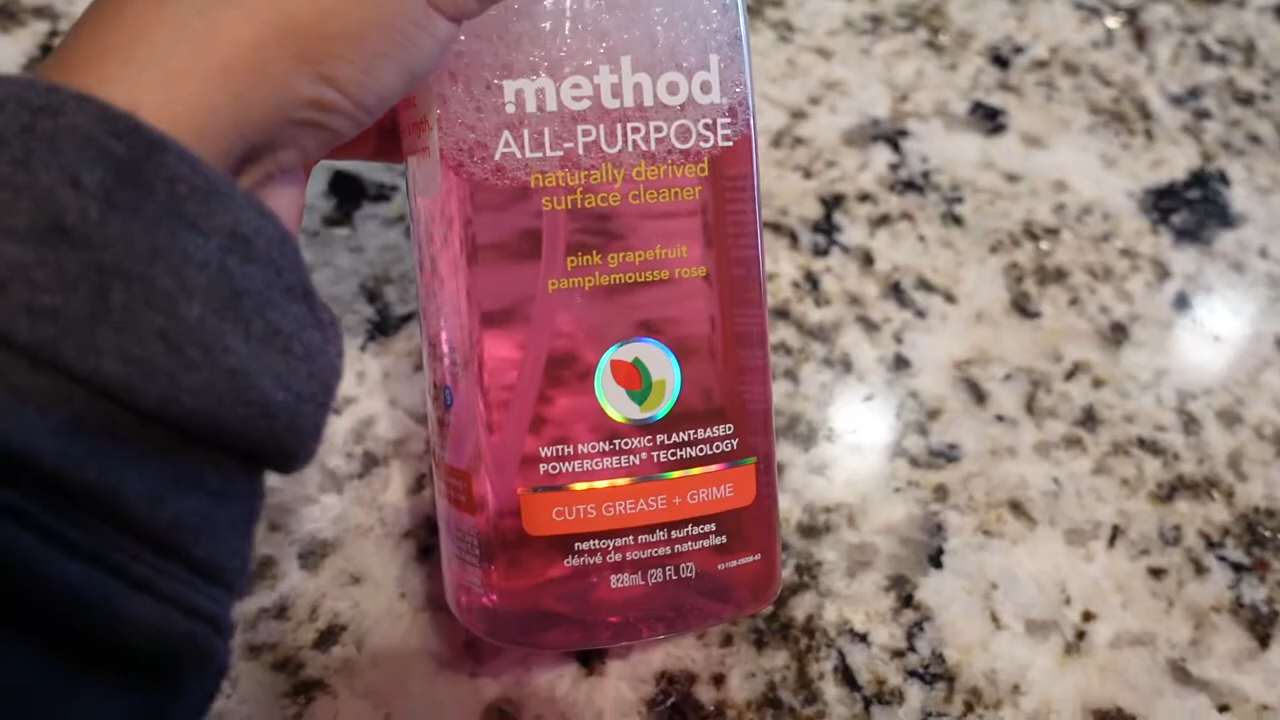 method
ALL-PURPOSE
naturally derived
surface cleaner
pink grapefruit
pamplemousse rose
WITH NON-TOXIC PLANT-BASED
POWERGREEN® TECHNOLOGY
CUTS GREASE + GRIME
nettoyant multi surfaces
dérivé de sources naturelles
828mL (28 FL OZ)